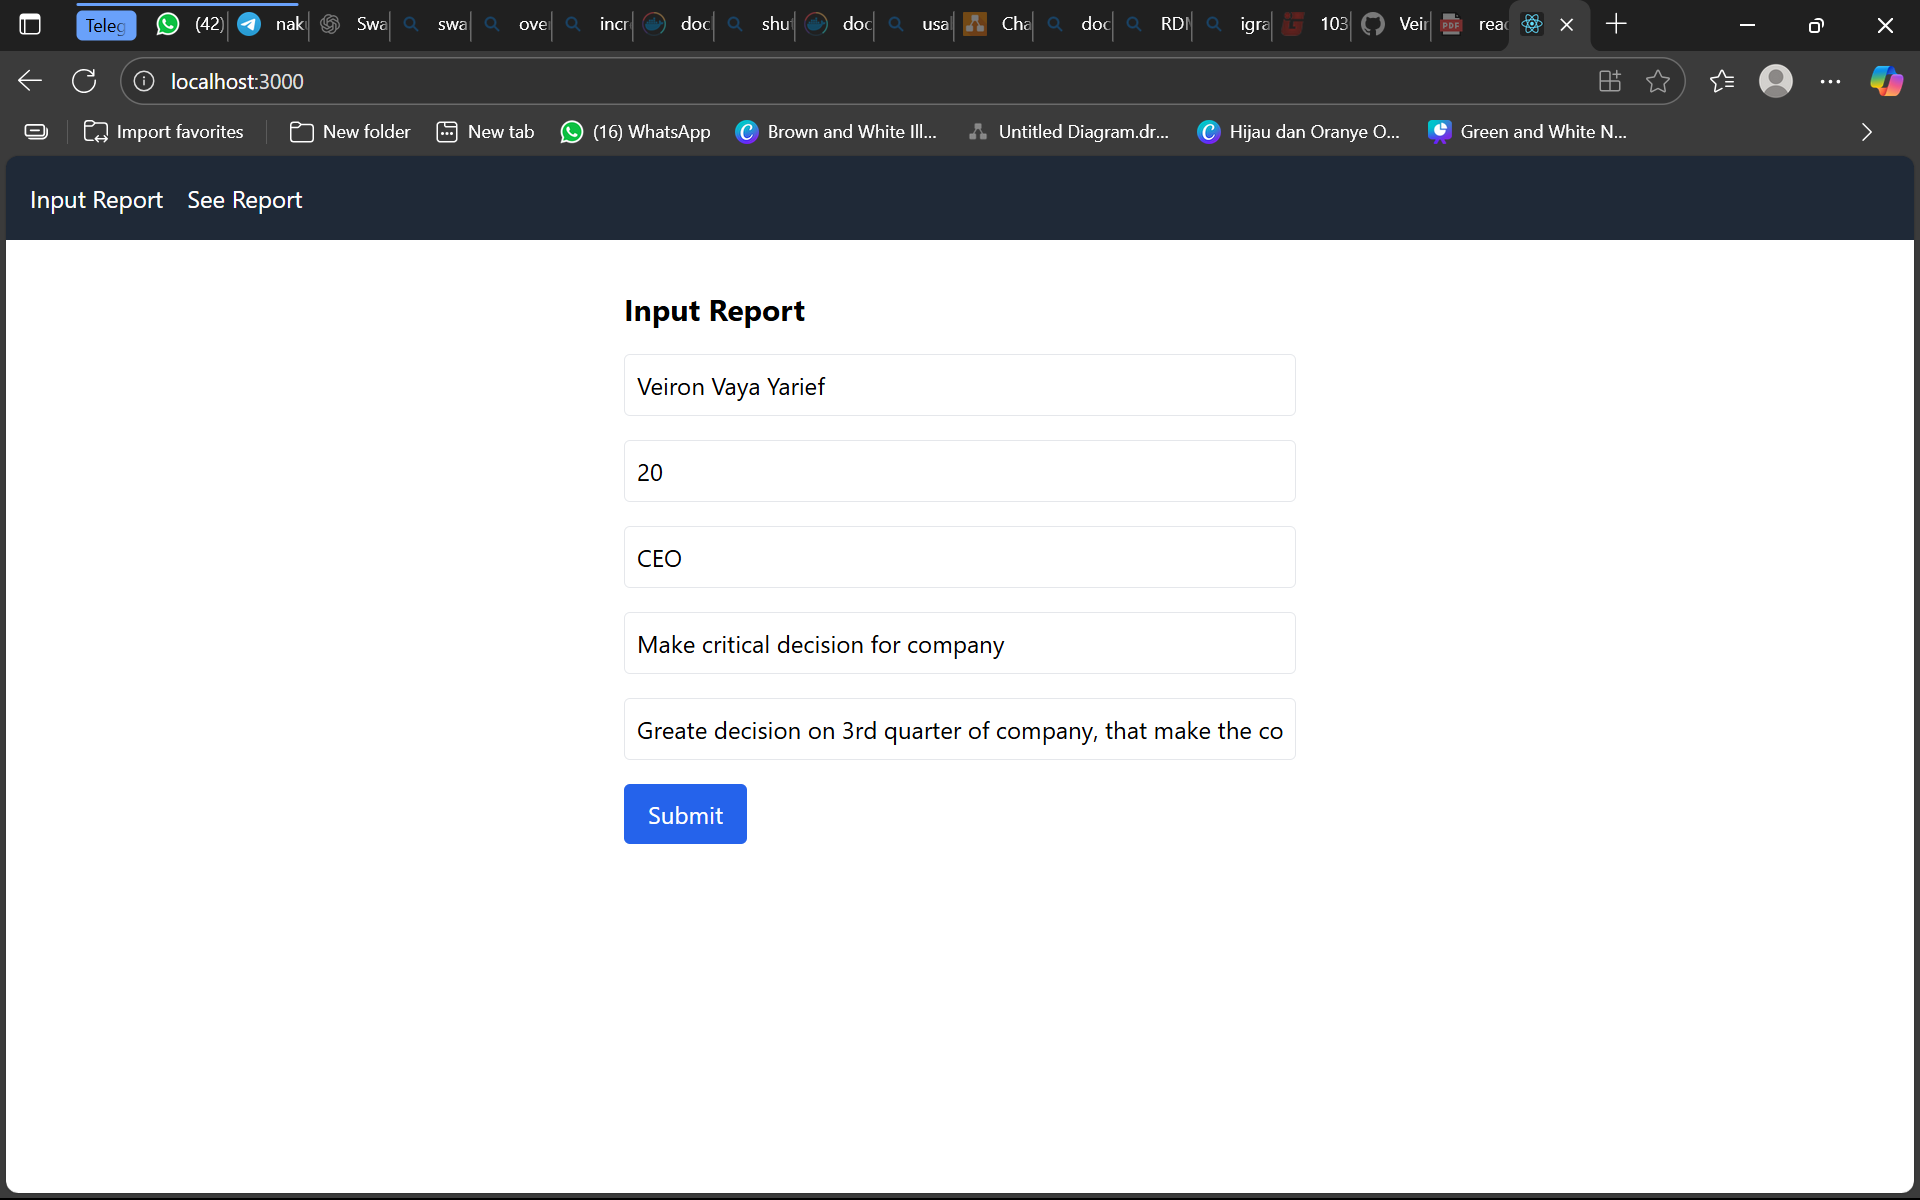 Teleg (42) nak Swa swa ove incr doc shu doc usa Cha doc RDM igra 103 Veir PDF read
localhost:3000
Import favorites New folder New tab (16) WhatsApp Brown and White Ill... Untitled Diagram.dr... Hijau dan Oranye O... Green and White N...
Input Report See Report
Input Report
Veiron Vaya Yarief
20
CEO
Make critical decision for company
Greate decision on 3rd quarter of company, that make the co
Submit